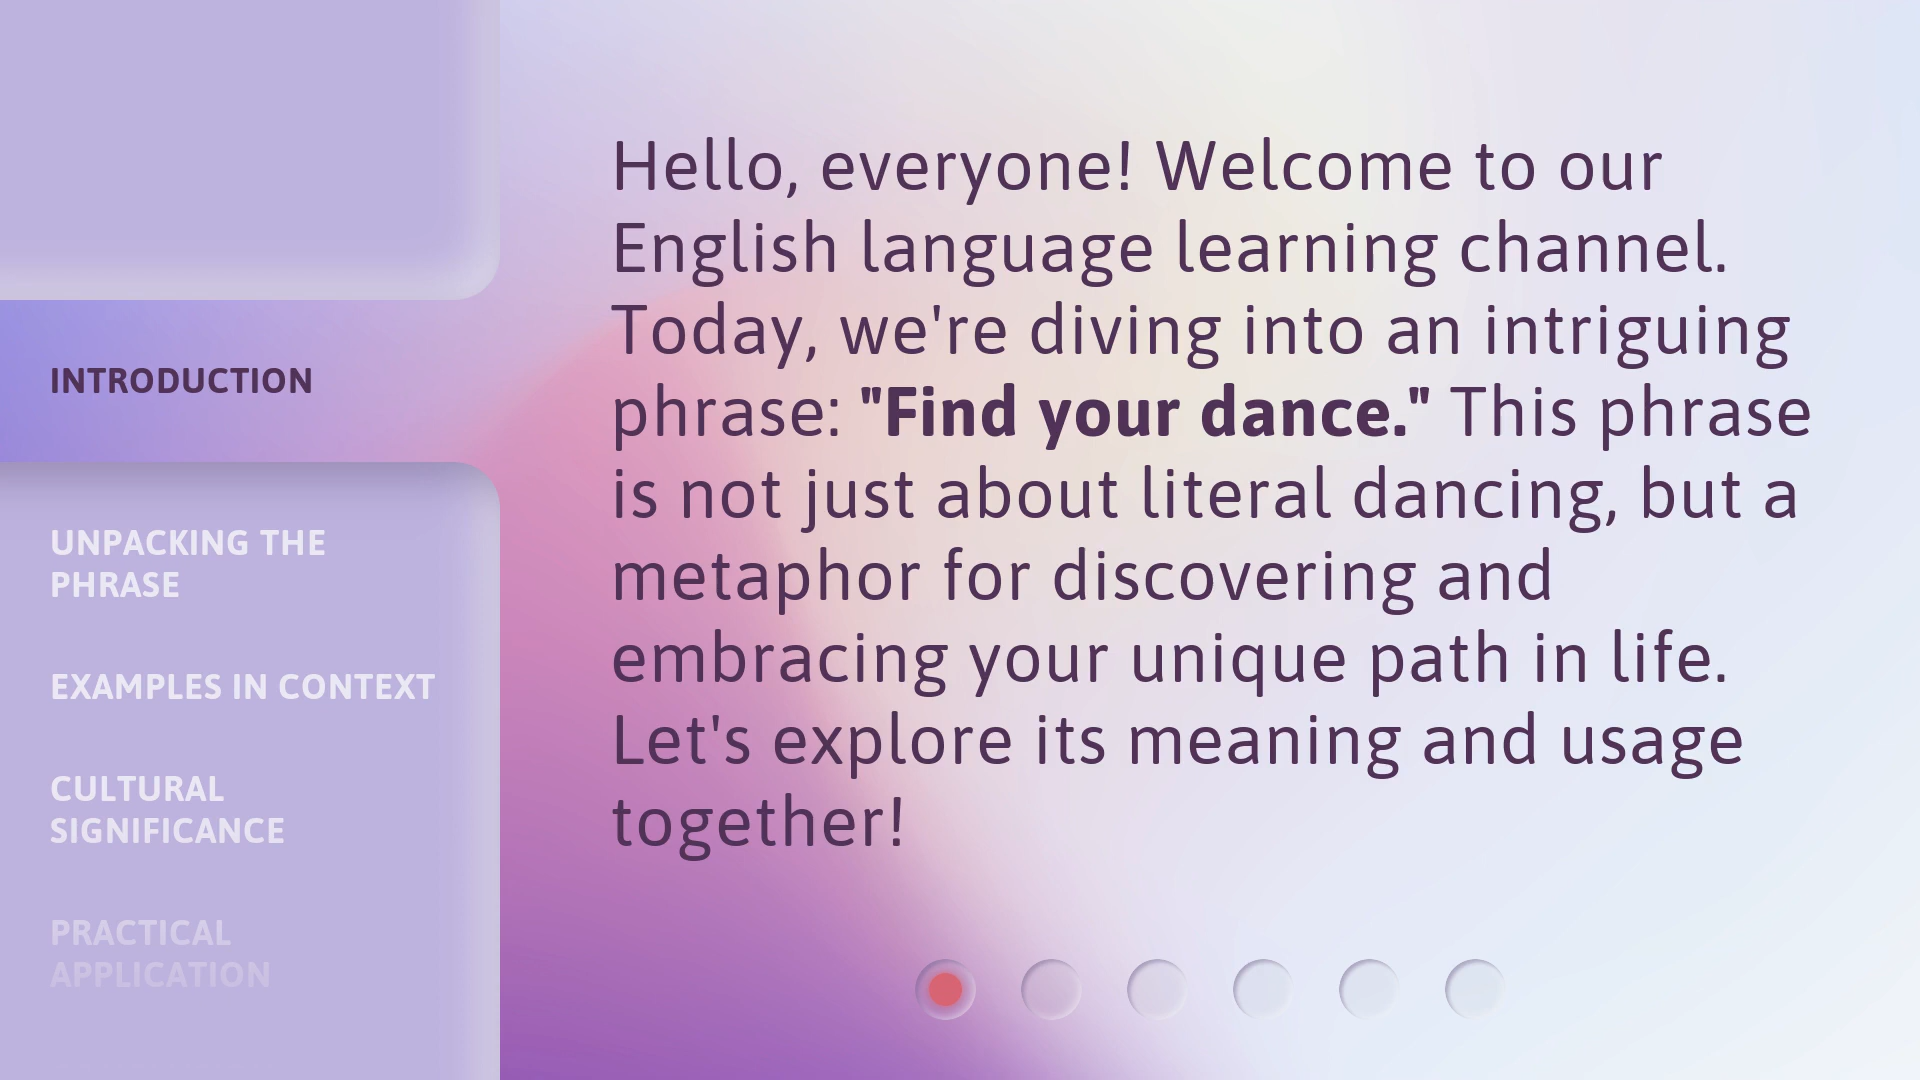 INTRODUCTION
UNPACKING THE
PHRASE
EXAMPLES IN CONTEXT
CULTURAL
SIGNIFICANCE
PRACTICAL
APPLICATION
Hello, everyone! Welcome to our
English language learning channel.
Today, we're diving into an intriguing
phrase: "Find your dance." This phrase
is not just about literal dancing, but a
metaphor for discovering and
embracing your unique path in life.
Let's explore its meaning and usage
together!